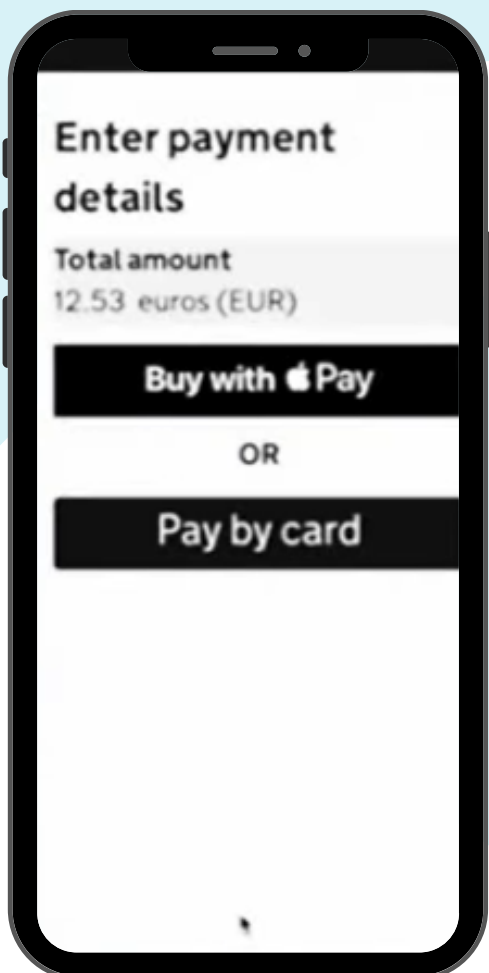 Enter payment
details
Total amount
12.53 euros (EUR)
Buy with Pay
OR
Pay by card